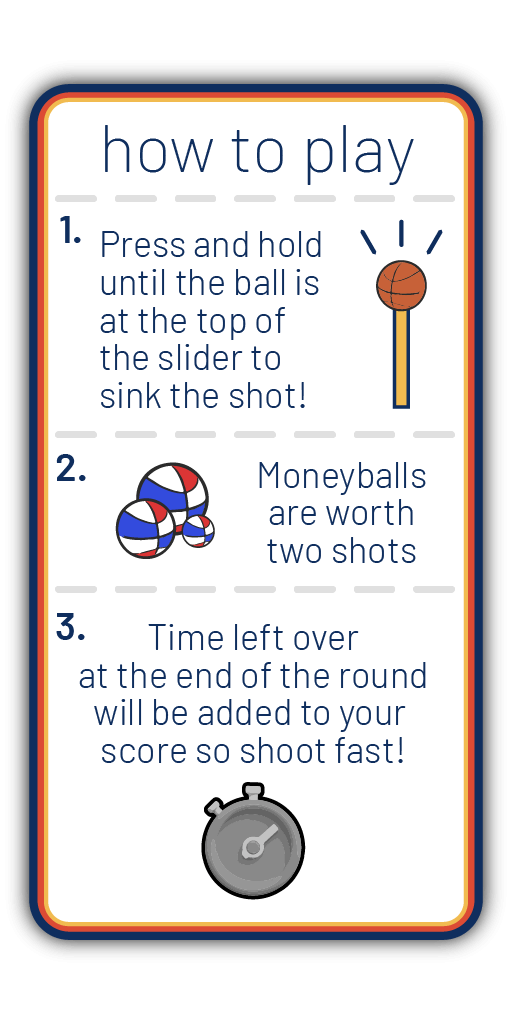 how to play
1.
Press and hold
until the ball is
at the top of
the slider to
sink the shot!
2.
Moneyballs
are worth
two shots
3.
Time left over
at the end of the round
will be added to your
score so shoot fast!